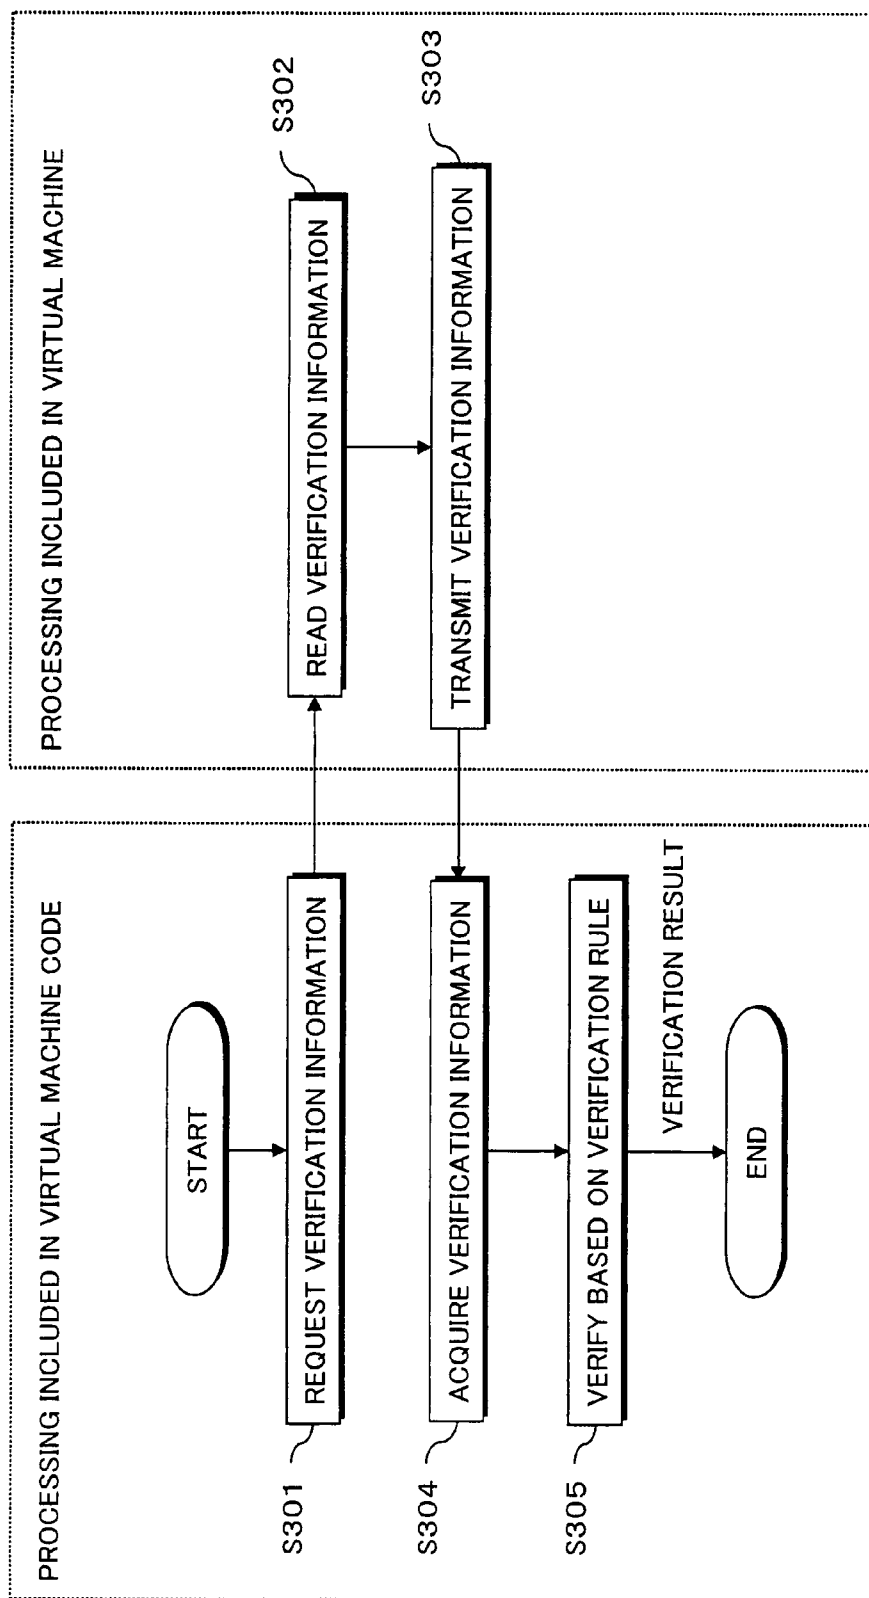 PROCESSING INCLUDED IN VIRTUAL MACHINE CODE
START
S301
REQUEST VERIFICATION INFORMATION
S304
ACQUIRE VERIFICATION INFORMATION
S305
VERIFY BASED ON VERIFICATION RULE
VERIFICATION RESULT
END
PROCESSING INCLUDED IN VIRTUAL MACHINE
READ VERIFICATION INFORMATION
S302
TRANSMIT VERIFICATION INFORMATION
S303